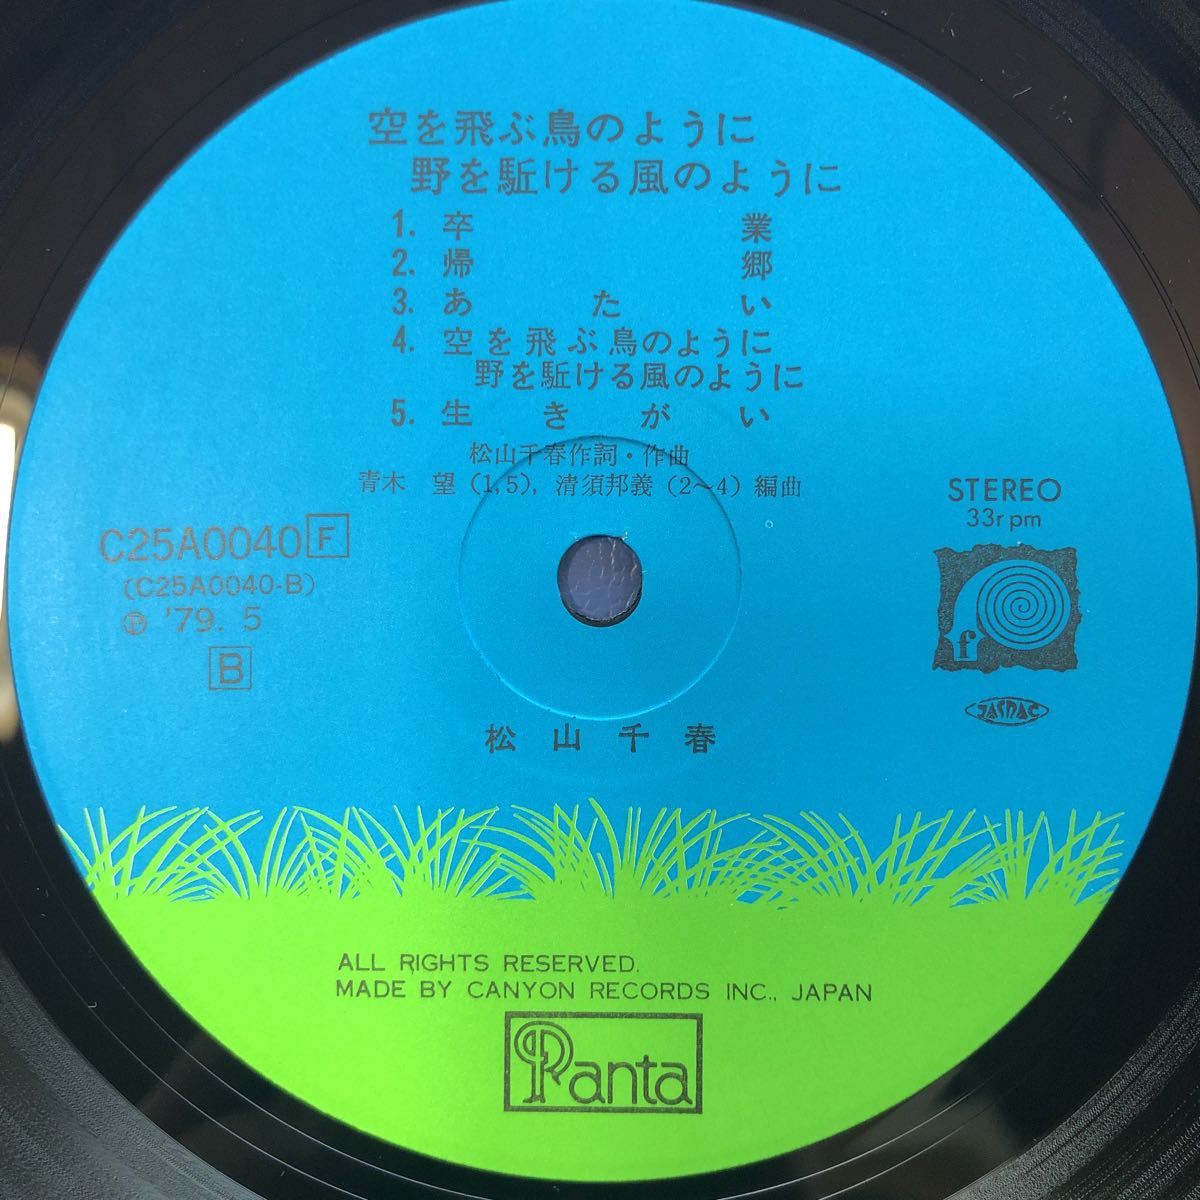 空を飛ぶ鳥のように
野を駈ける風のように
1. 卒業
2. 帰郷
3. あたい
4. 空を飛ぶ鳥のように
野を駈ける風のように
5. 生きがい
松山千春作詞・作曲
青木 望 (1,5), 清須邦義 (2〜4) 編曲
STEREO
33rpm
C25A0040 F
(C25A0040-B)
Ⓟ '79. 5
B
f
JASRAC
松山千春
ALL RIGHTS RESERVED.
MADE BY CANYON RECORDS INC., JAPAN
Panta